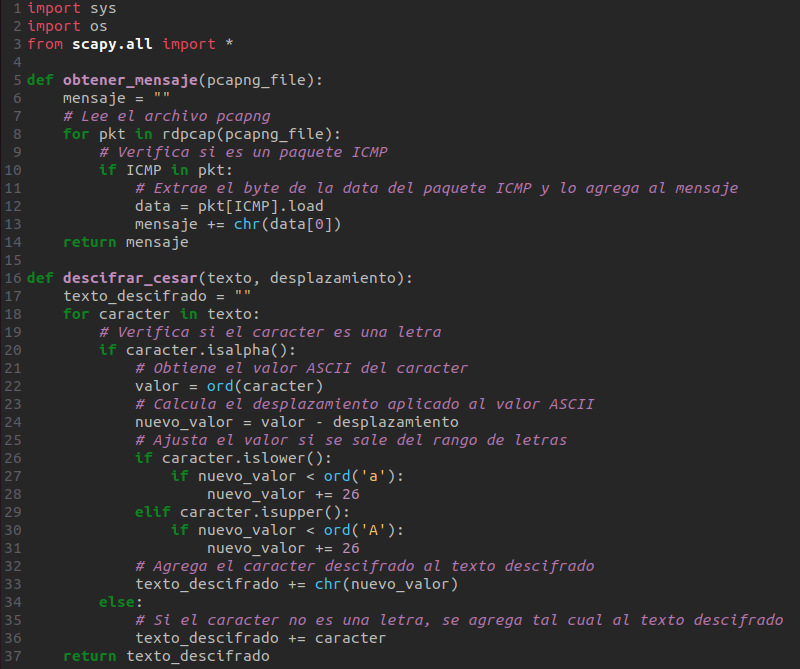 1 import sys
2 import os
3 from scapy.all import *
4
5 def obtener_mensaje(pcapng_file):
6     mensaje = ""
7     # Lee el archivo pcapng
8     for pkt in rdpcap(pcapng_file):
9         # Verifica si es un paquete ICMP
10         if ICMP in pkt:
11             # Extrae el byte de la data del paquete ICMP y lo agrega al mensaje
12             data = pkt[ICMP].load
13             mensaje += chr(data[0])
14     return mensaje
15
16 def descifrar_cesar(texto, desplazamiento):
17     texto_descifrado = ""
18     for caracter in texto:
19         # Verifica si el caracter es una letra
20         if caracter.isalpha():
21             # Obtiene el valor ASCII del caracter
22             valor = ord(caracter)
23             # Calcula el desplazamiento aplicado al valor ASCII
24             nuevo_valor = valor - desplazamiento
25             # Ajusta el valor si se sale del rango de letras
26             if caracter.islower():
27                 if nuevo_valor < ord('a'):
28                     nuevo_valor += 26
29             elif caracter.isupper():
30                 if nuevo_valor < ord('A'):
31                     nuevo_valor += 26
32             # Agrega el caracter descifrado al texto descifrado
33             texto_descifrado += chr(nuevo_valor)
34         else:
35             # Si el caracter no es una letra, se agrega tal cual al texto descifrado
36             texto_descifrado += caracter
37     return texto_descifrado